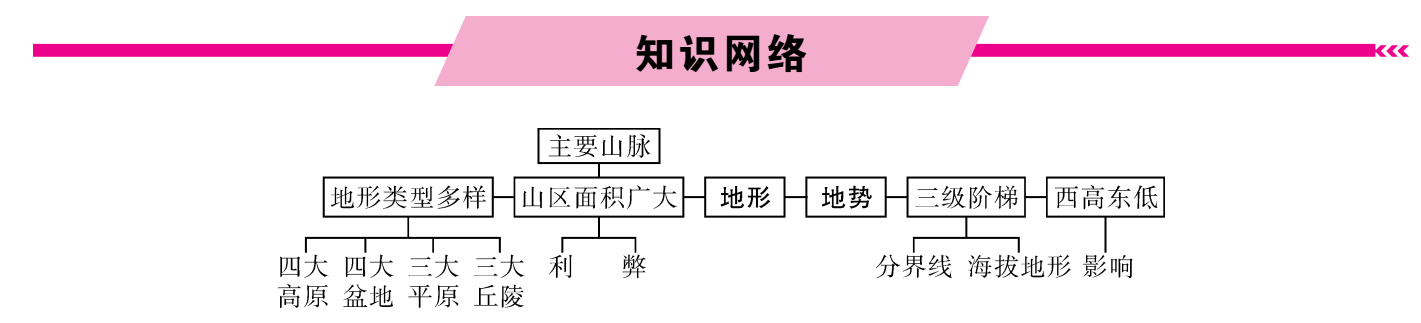 知识网络
主要山脉
地形类型多样 山区面积广大 地形 地势 三级阶梯 西高东低
四大高原 四大盆地 三大平原 三大丘陵 利 弊 分界线 海拔地形 影响